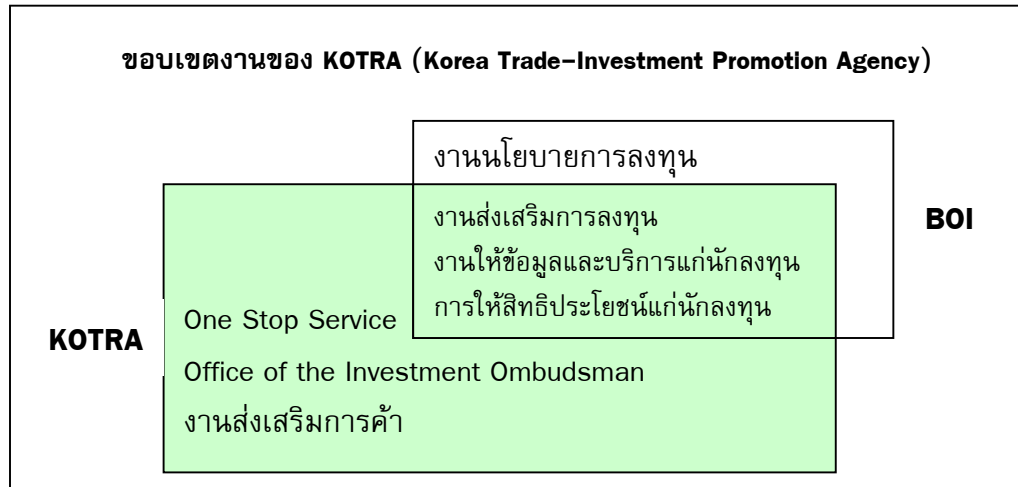 ขอบเขตงานของ KOTRA (Korea Trade-Investment Promotion Agency)
งานนโยบายการลงทุน
งานส่งเสริมการลงทุน
BOI
งานให้ข้อมูลและบริการแก่นักลงทุน
การให้สิทธิประโยชน์แก่นักลงทุน
One Stop Service
KOTRA
Office of the Investment Ombudsman
งานส่งเสริมการค้า